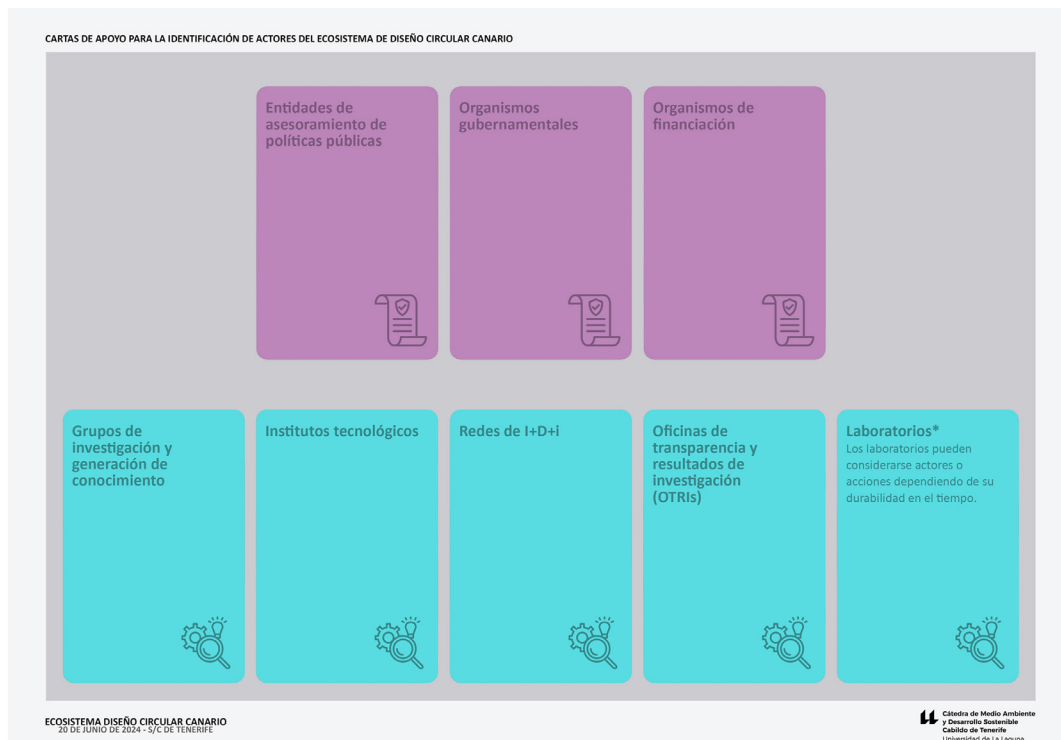 CARTAS DE APOYO PARA LA IDENTIFICACIÓN DE ACTORES DEL ECOSISTEMA DE DISEÑO CIRCULAR CANARIO
Entidades de
asesoramiento de
políticas públicas
Organismos
gubernamentales
Organismos de
financiación
Grupos de
investigación y
generación de
conocimiento
Institutos tecnológicos
Redes de I+D+i
Oficinas de
transparencia y
resultados de
investigación
(OTRIs)
Laboratorios*
Los laboratorios pueden
considerarse actores o
acciones dependiendo de su
durabilidad en el tiempo.
ECOSISTEMA DISEÑO CIRCULAR CANARIO
20 DE JUNIO DE 2024 - S/C DE TENERIFE
Cátedra de Medio Ambiente
y Desarrollo Sostenible
Cabildo de Tenerife
Universidad de La Laguna